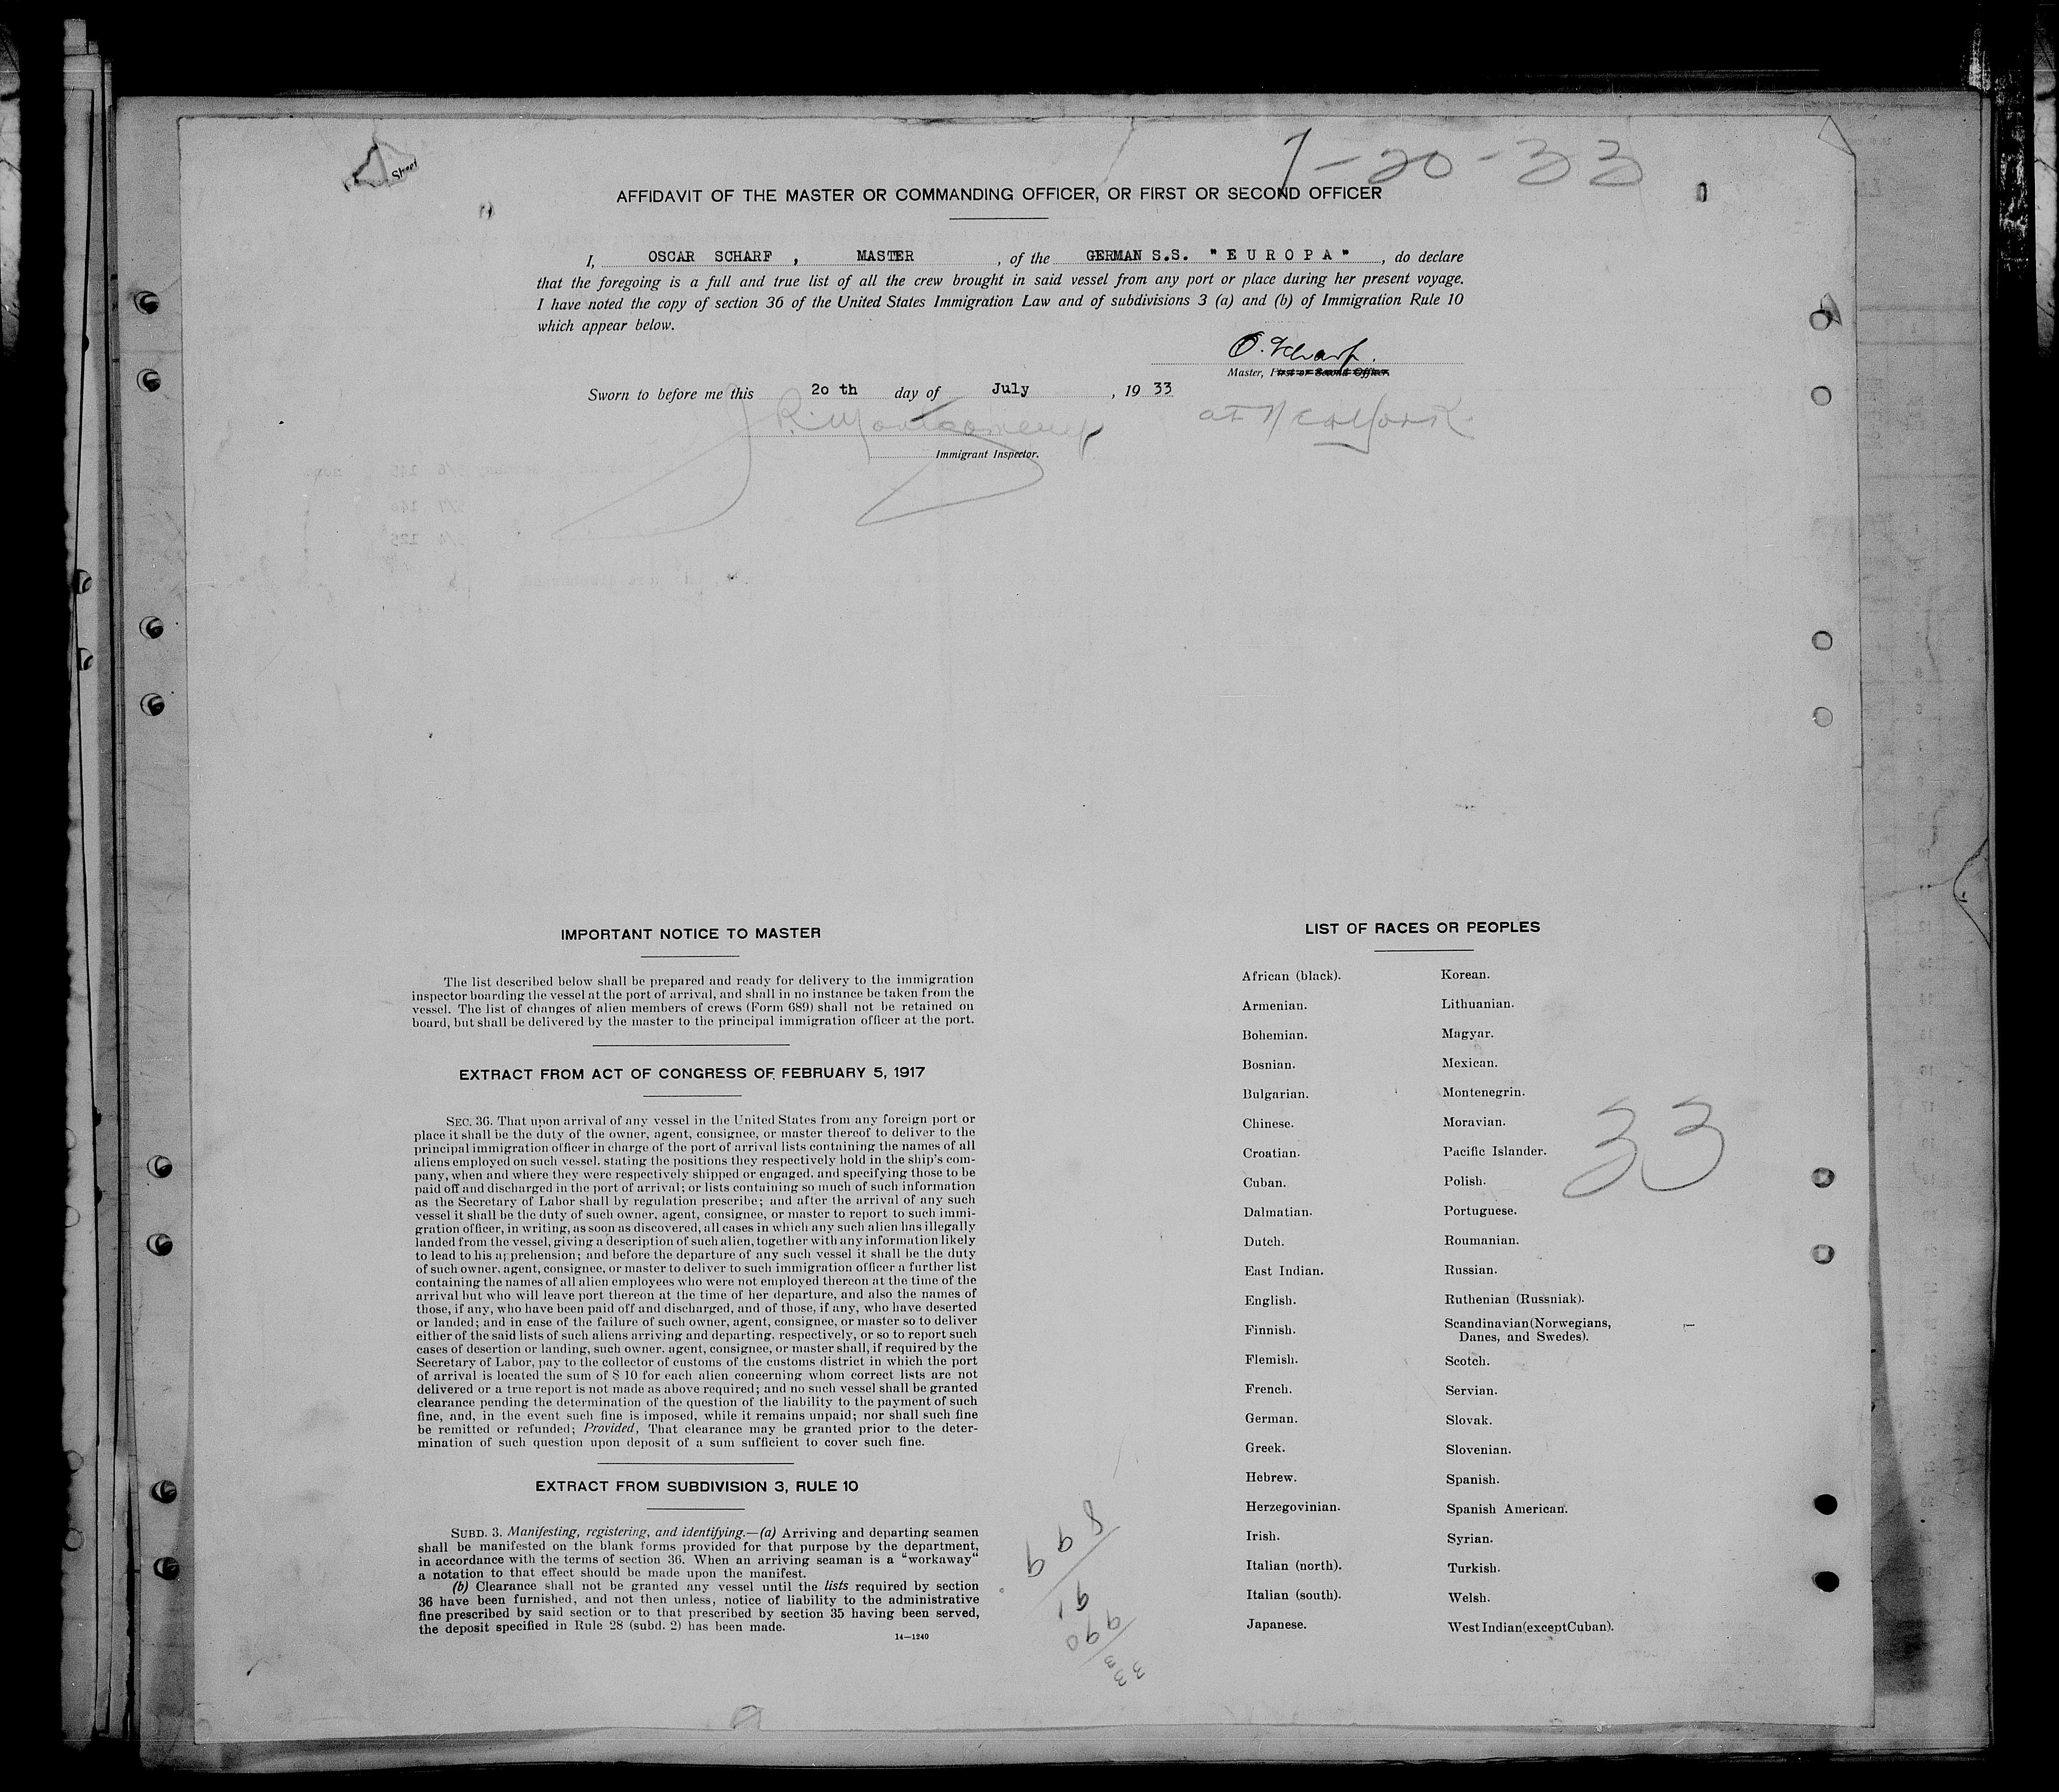 Street
7-20-33
AFFIDAVIT OF THE MASTER OR COMMANDING OFFICER, OR FIRST OR SECOND OFFICER
I, OSCAR SCHARF , MASTER , of the GERMAN S.S. "E U R O P A" , do declare
that the foregoing is a full and true list of all the crew brought in said vessel from any port or place during her present voyage.
I have noted the copy of section 36 of the United States Immigration Law and of subdivisions 3 (a) and (b) of Immigration Rule 10
which appear below.
O. Scharf.
Master, First or Second Officer.
Sworn to before me this 2o th day of July , 19 33
R. Montgomery at New York.
Immigrant Inspector.
IMPORTANT NOTICE TO MASTER
The list described below shall be prepared and ready for delivery to the immigration
inspector boarding the vessel at the port of arrival, and shall in no instance be taken from the
vessel. The list of changes of alien members of crews (Form 689) shall not be retained on
board, but shall be delivered by the master to the principal immigration officer at the port.
EXTRACT FROM ACT OF CONGRESS OF FEBRUARY 5, 1917
SEC. 36. That upon arrival of any vessel in the United States from any foreign port or
place it shall be the duty of the owner, agent, consignee, or master thereof to deliver to the
principal immigration officer in charge of the port of arrival lists containing the names of all
aliens employed on such vessel, stating the positions they respectively hold in the ship's com-
pany, when and where they were respectively shipped or engaged, and specifying those to be
paid off and discharged in the port of arrival; or lists containing so much of such information
as the Secretary of Labor shall by regulation prescribe; and after the arrival of any such
vessel it shall be the duty of such owner, agent, consignee, or master to report to such immi-
gration officer, in writing, as soon as discovered, all cases in which any such alien has illegally
landed from the vessel, giving a description of such alien, together with any information likely
to lead to his apprehension; and before the departure of any such vessel it shall be the duty
of such owner, agent, consignee, or master to deliver to such immigration officer a further list
containing the names of all alien employees who were not employed thereon at the time of the
arrival but who will leave port thereon at the time of her departure, and also the names of
those, if any, who have been paid off and discharged, and of those, if any, who have deserted
or landed; and in case of the failure of such owner, agent, consignee, or master so to deliver
either of the said lists of such aliens arriving and departing, respectively, or so to report such
cases of desertion or landing, such owner, agent, consignee, or master shall, if required by the
Secretary of Labor, pay to the collector of customs of the customs district in which the port
of arrival is located the sum of $ 10 for each alien concerning whom correct lists are not
delivered or a true report is not made as above required; and no such vessel shall be granted
clearance pending the determination of the question of the liability to the payment of such
fine, and, in the event such fine is imposed, while it remains unpaid; nor shall such fine
be remitted or refunded; Provided, That clearance may be granted prior to the deter-
mination of such question upon deposit of a sum sufficient to cover such fine.
EXTRACT FROM SUBDIVISION 3, RULE 10
SUBD. 3. Manifesting, registering, and identifying.—(a) Arriving and departing seamen
shall be manifested on the blank forms provided for that purpose by the department,
in accordance with the terms of section 36. When an arriving seaman is a "workaway"
a notation to that effect should be made upon the manifest.
(b) Clearance shall not be granted any vessel until the lists required by section
36 have been furnished, and not then unless, notice of liability to the administrative
fine prescribed by said section or to that prescribed by section 35 having been served,
the deposit specified in Rule 28 (subd. 2) has been made.
14—1240
LIST OF RACES OR PEOPLES
African (black).
Armenian.
Bohemian.
Bosnian.
Bulgarian.
Chinese.
Croatian.
Cuban.
Dalmatian.
Dutch.
East Indian.
English.
Finnish.
Flemish.
French.
German.
Greek.
Hebrew.
Herzegovinian.
Irish.
Italian (north).
Italian (south).
Japanese.
Korean.
Lithuanian.
Magyar.
Mexican.
Montenegrin.
Moravian.
Pacific Islander.
Polish.
Portuguese.
Roumanian.
Russian.
Ruthenian (Russniak).
Scandinavian (Norwegians,
Danes, and Swedes).
Scotch.
Servian.
Slovak.
Slovenian.
Spanish.
Spanish American.
Syrian.
Turkish.
Welsh.
West Indian (except Cuban).
33